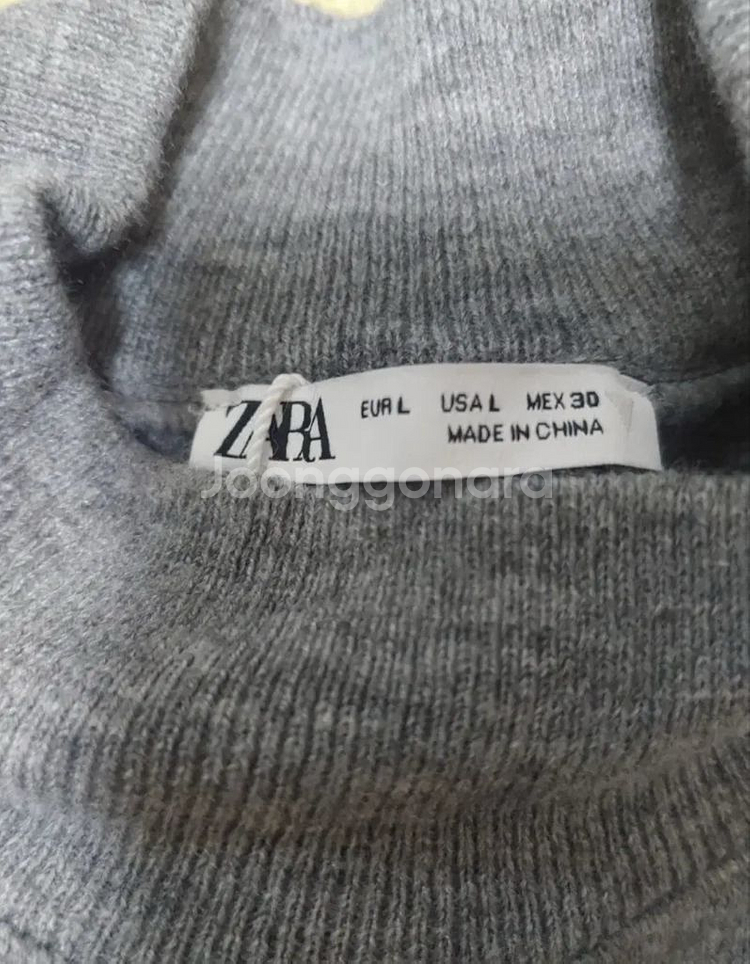 ZARA EUR L USA L MEX 30
MADE IN CHINA
Joonggonara